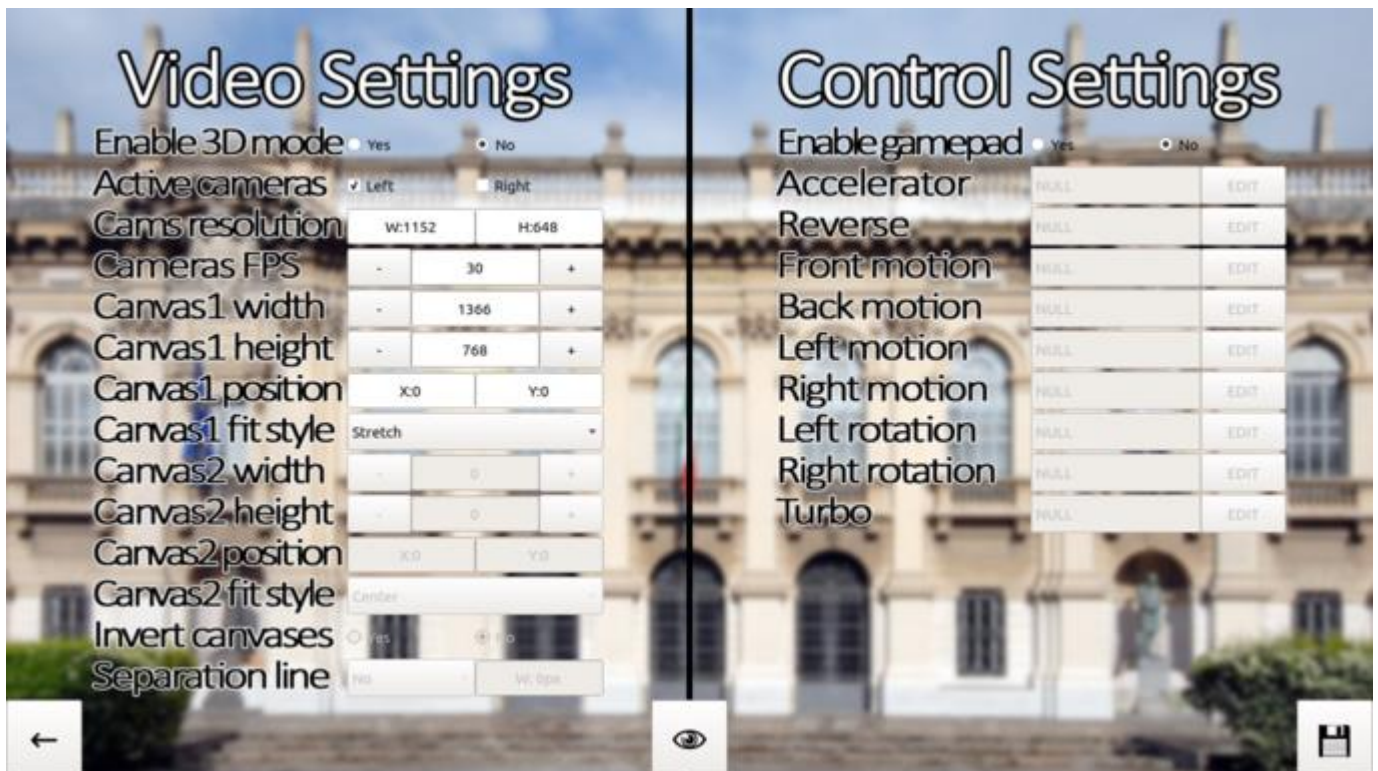 Video Settings
Enable 3D mode Yes No
Active cameras Left Right
Cams resolution W:1152 H:648
Cameras FPS - 30 +
Canvas1 width - 1366 +
Canvas1 height - 768 +
Canvas1 position X:0 Y:0
Canvas1 fit style Stretch
Canvas2 width - 0 +
Canvas2 height - 0 +
Canvas2 position X:0 Y:0
Canvas2 fit style Center
Invert canvases Yes No
Separation line No W: 0px
Control Settings
Enable gamepad Yes No
Accelerator NULL EDIT
Reverse NULL EDIT
Front motion NULL EDIT
Back motion NULL EDIT
Left motion NULL EDIT
Right motion NULL EDIT
Left rotation NULL EDIT
Right rotation NULL EDIT
Turbo NULL EDIT